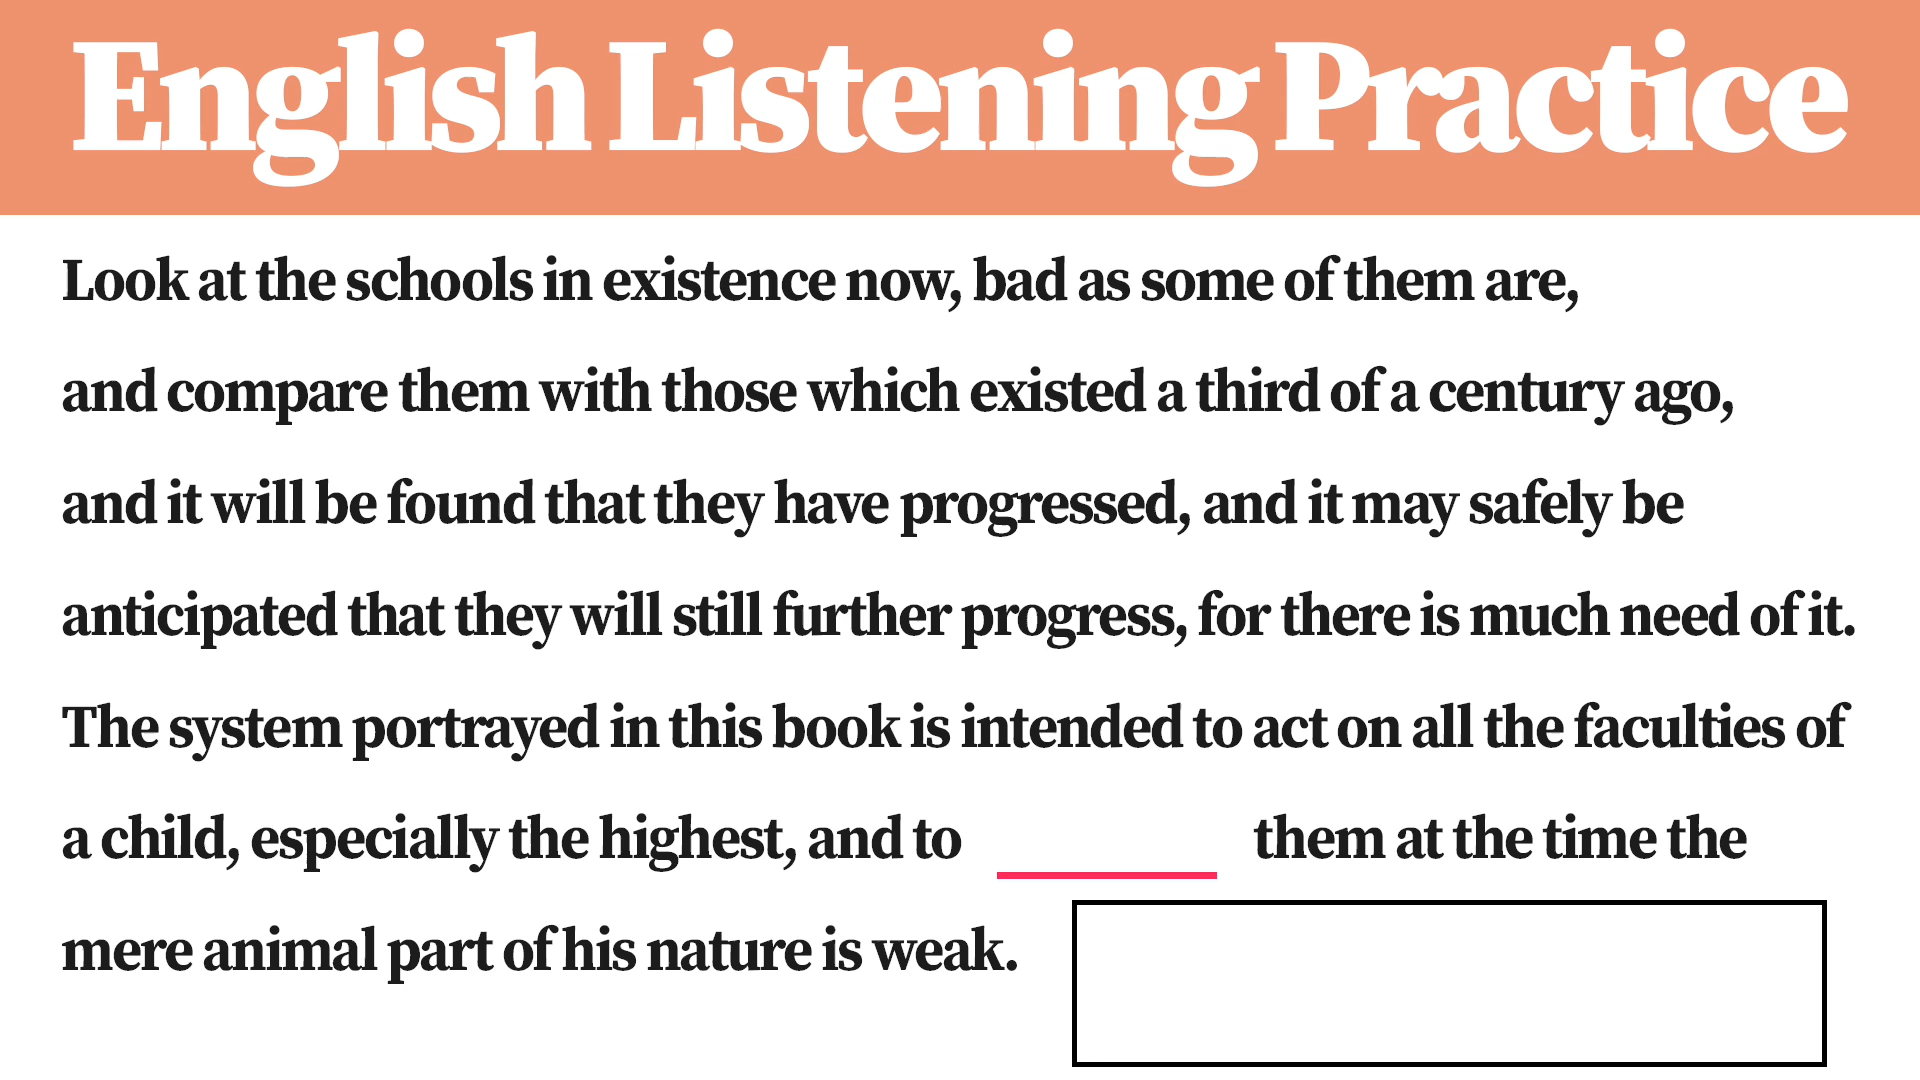 English Listening Practice
Look at the schools in existence now, bad as some of them are,
and compare them with those which existed a third of a century ago,
and it will be found that they have progressed, and it may safely be
anticipated that they will still further progress, for there is much need of it.
The system portrayed in this book is intended to act on all the faculties of
a child, especially the highest, and to them at the time the
mere animal part of his nature is weak.